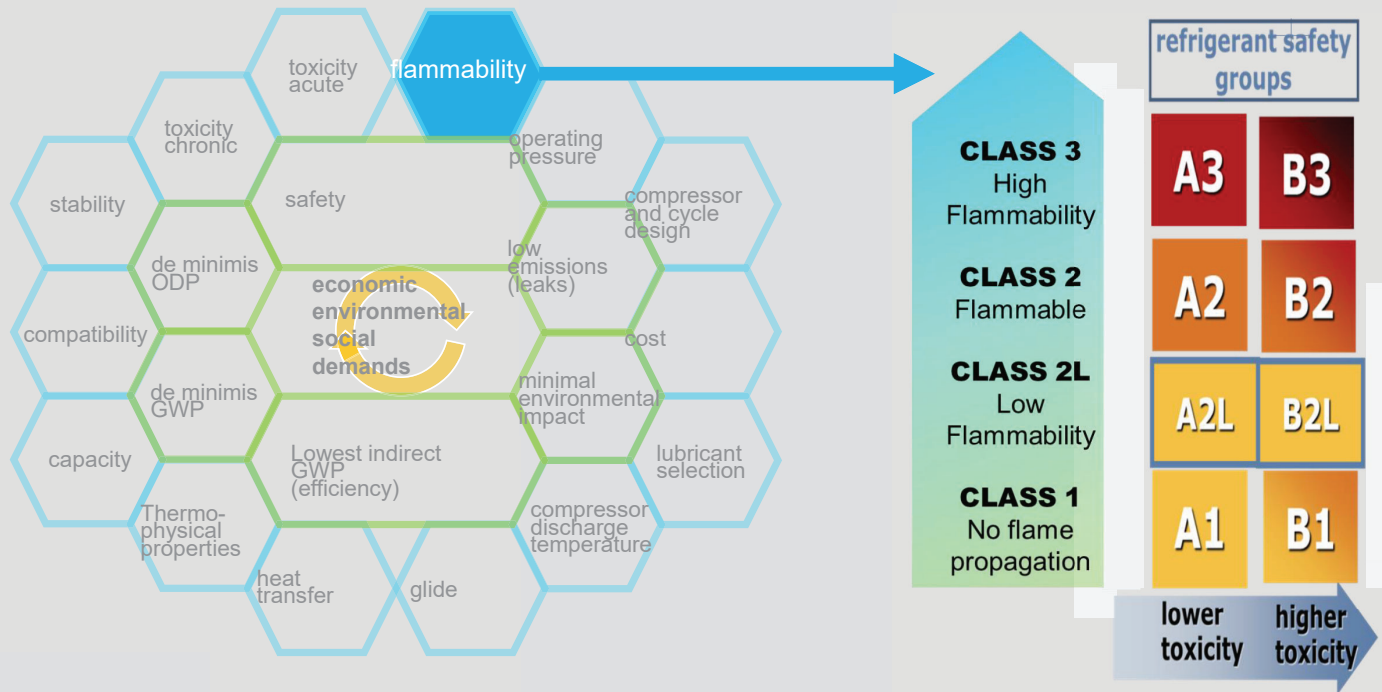 toxicity
acute
flammability
toxicity
chronic
operating
pressure
stability
safety
compressor
and cycle
design
de minimis
ODP
low
emissions
(leaks)
economic
environmental
social
demands
compatibility
cost
de minimis
GWP
minimal
environmental
impact
capacity
Lowest indirect
GWP
(efficiency)
lubricant
selection
Thermo-
physical
properties
compressor
discharge
temperature
heat
transfer
glide
CLASS 3
High
Flammability
CLASS 2
Flammable
CLASS 2L
Low
Flammability
CLASS 1
No flame
propagation
refrigerant safety
groups
A3 B3
A2 B2
A2L B2L
A1 B1
lower
toxicity
higher
toxicity